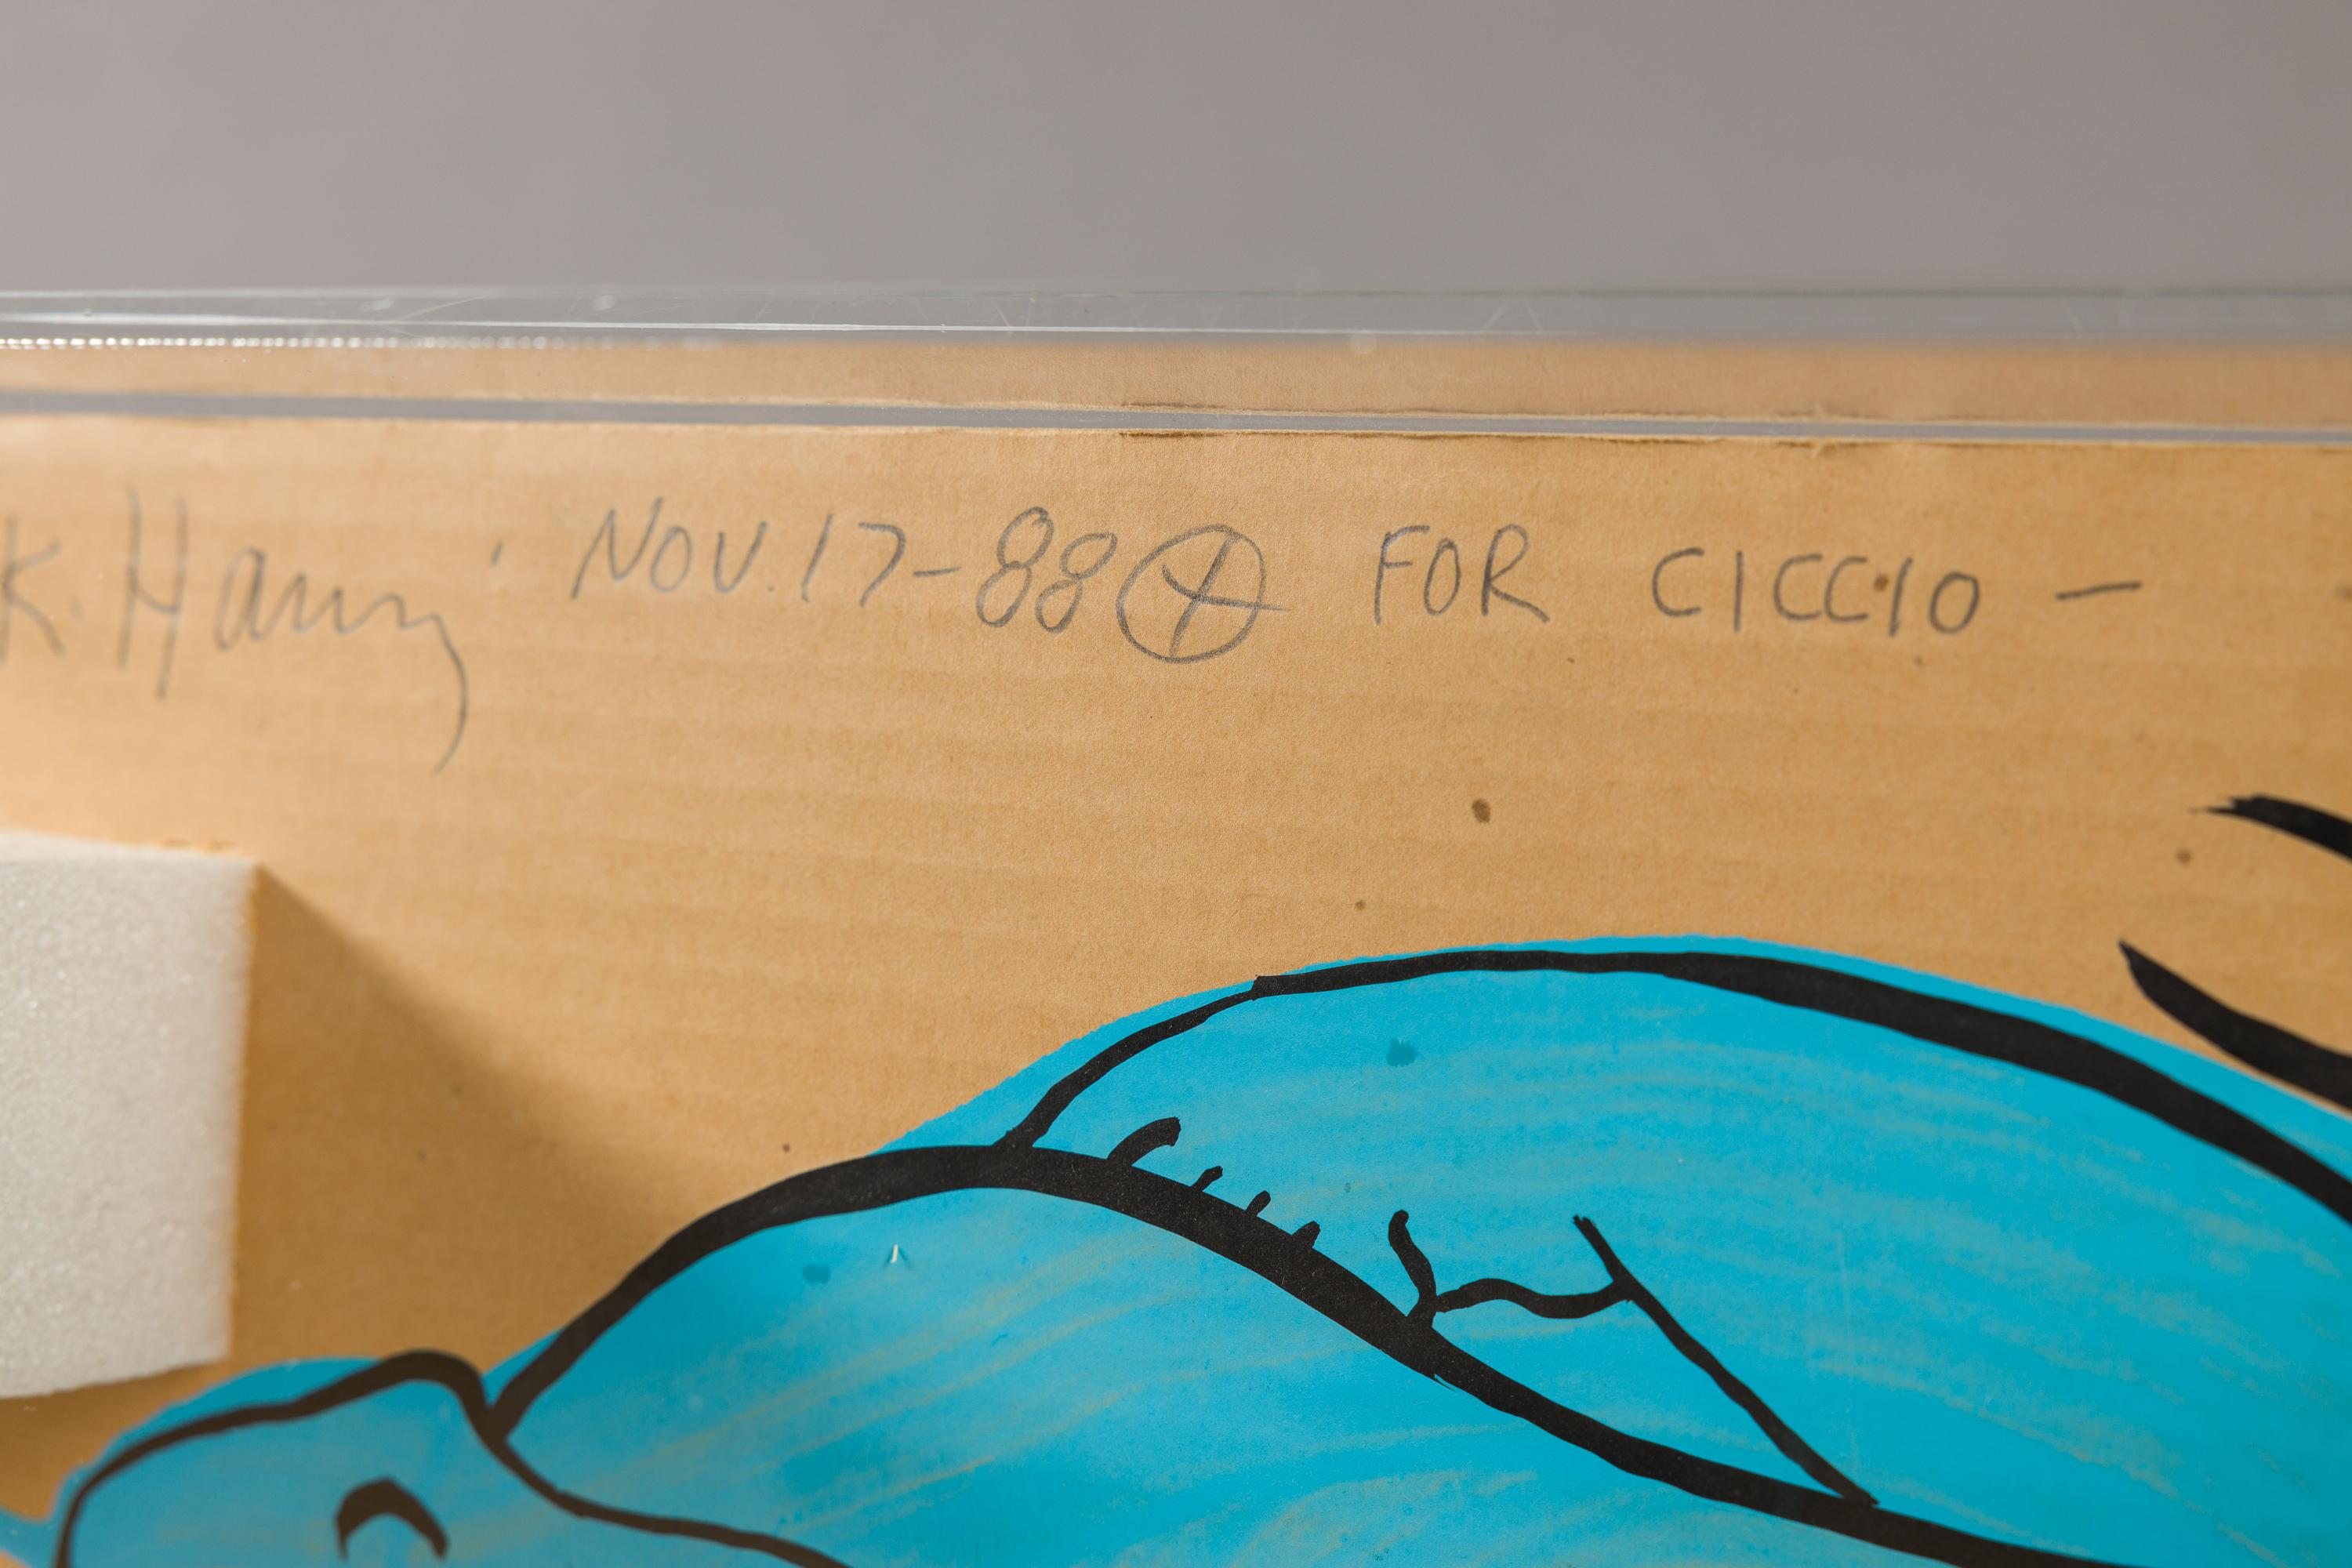 K. Haring NOV. 17-88 ⊕ FOR CICCIO —